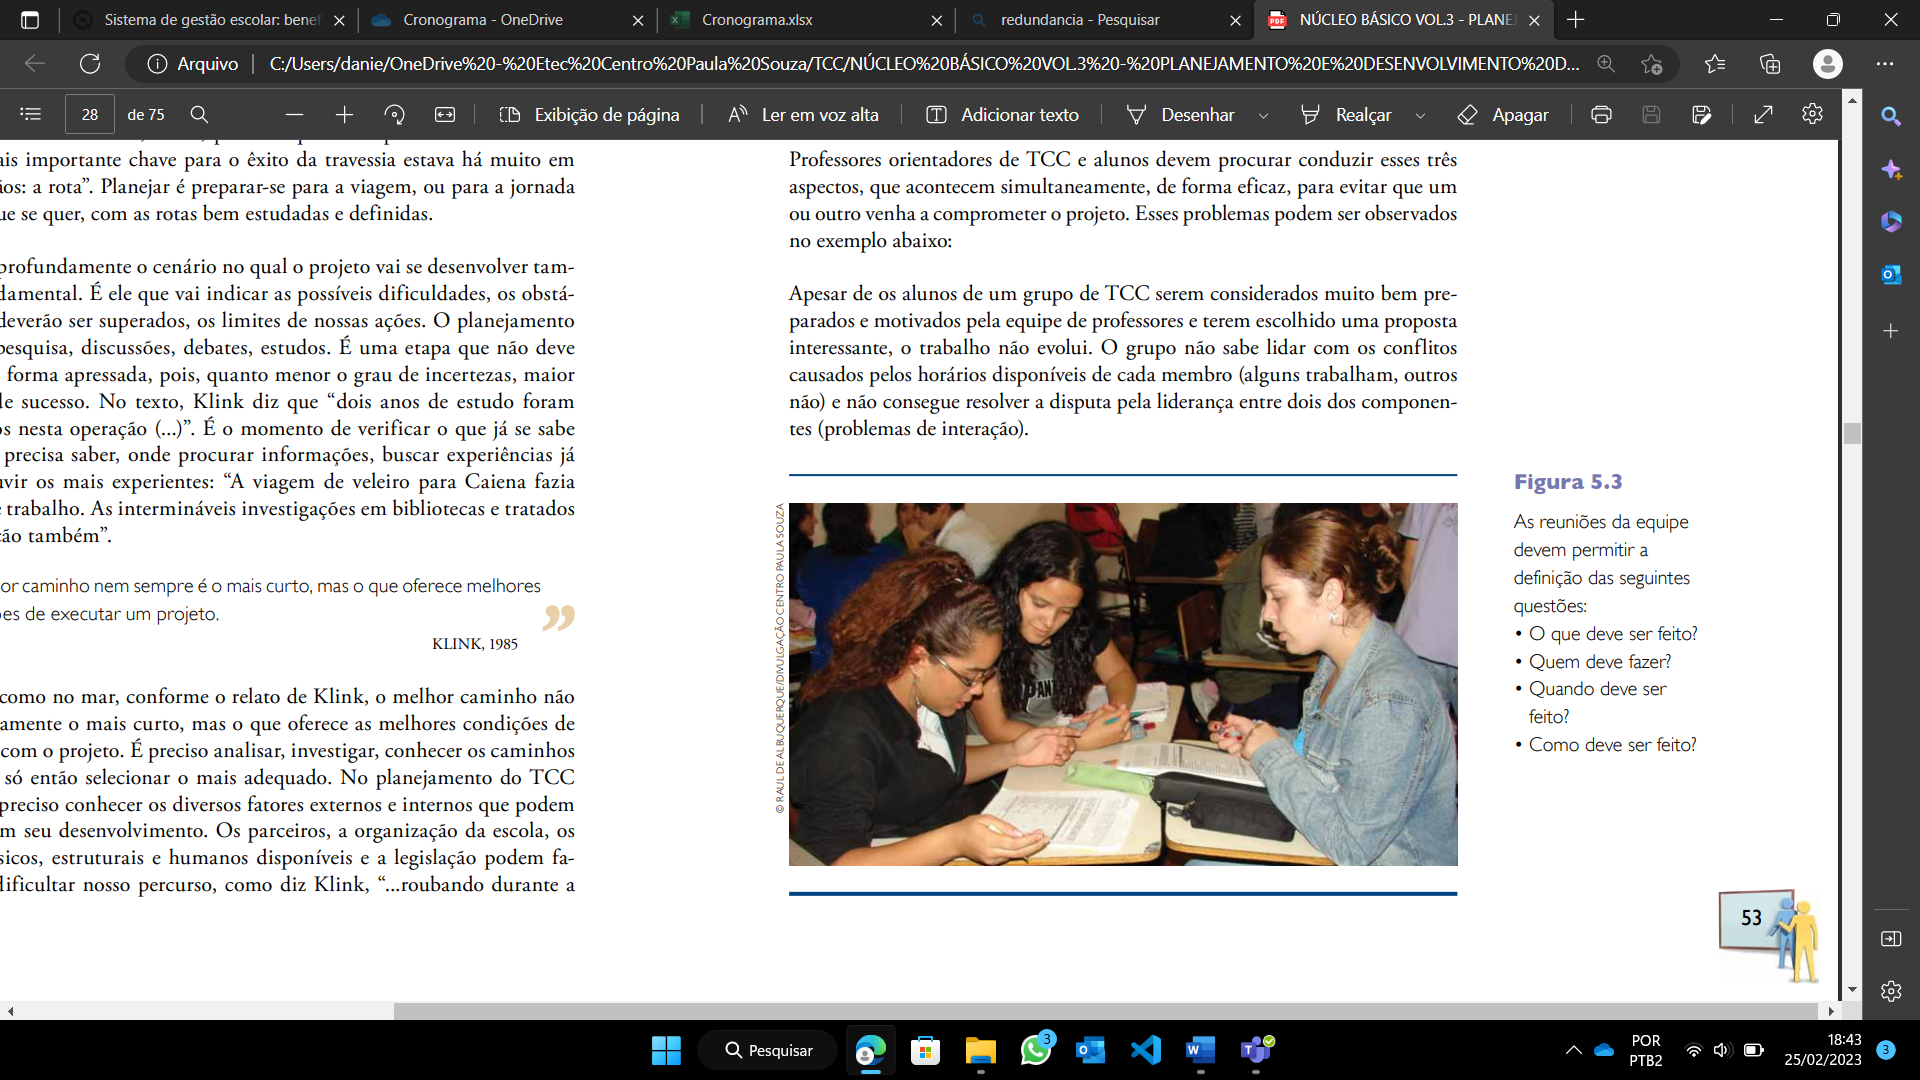 Sistema de gestão escolar: benef
Cronograma - OneDrive
Cronograma.xlsx
redundancia - Pesquisar
NÚCLEO BÁSICO VOL.3 - PLANEJ
Arquivo
C:/Users/danie/OneDrive%20-%20Etec%20Centro%20Paula%20Souza/TCC/NÚCLEO%20BÁSICO%20VOL.3%20-%20PLANEJAMENTO%20E%20DESENVOLVIMENTO%20D...
28 de 75
Exibição de página
Ler em voz alta
Adicionar texto
Desenhar
Realçar
Apagar
ais importante chave para o êxito da travessia estava há muito em
ãos: a rota”. Planejar é preparar-se para a viagem, ou para a jornada
ue se quer, com as rotas bem estudadas e definidas.
profundamente o cenário no qual o projeto vai se desenvolver tam-
damental. É ele que vai indicar as possíveis dificuldades, os obstá-
deverão ser superados, os limites de nossas ações. O planejamento
pesquisa, discussões, debates, estudos. É uma etapa que não deve
forma apressada, pois, quanto menor o grau de incertezas, maior
de sucesso. No texto, Klink diz que “dois anos de estudo foram
os nesta operação (...)”. É o momento de verificar o que já se sabe
precisa saber, onde procurar informações, buscar experiências já
uvir os mais experientes: “A viagem de veleiro para Caiena fazia
e trabalho. As intermináveis investigações em bibliotecas e tratados
ção também”.
or caminho nem sempre é o mais curto, mas o que oferece melhores
ões de executar um projeto.
”
KLINK, 1985
como no mar, conforme o relato de Klink, o melhor caminho não
amente o mais curto, mas o que oferece as melhores condições de
com o projeto. É preciso analisar, investigar, conhecer os caminhos
só então selecionar o mais adequado. No planejamento do TCC
preciso conhecer os diversos fatores externos e internos que podem
m seu desenvolvimento. Os parceiros, a organização da escola, os
sicos, estruturais e humanos disponíveis e a legislação podem fa-
dificultar nosso percurso, como diz Klink, “...roubando durante a
Professores orientadores de TCC e alunos devem procurar conduzir esses três
aspectos, que acontecem simultaneamente, de forma eficaz, para evitar que um
ou outro venha a comprometer o projeto. Esses problemas podem ser observados
no exemplo abaixo:
Apesar de os alunos de um grupo de TCC serem considerados muito bem pre-
parados e motivados pela equipe de professores e terem escolhido uma proposta
interessante, o trabalho não evolui. O grupo não sabe lidar com os conflitos
causados pelos horários disponíveis de cada membro (alguns trabalham, outros
não) e não consegue resolver a disputa pela liderança entre dois dos componen-
tes (problemas de interação).
© RAUL DE ALBUQUERQUE/DIVULGAÇÃO CENTRO PAULA SOUZA
Figura 5.3
As reuniões da equipe
devem permitir a
definição das seguintes
questões:
• O que deve ser feito?
• Quem deve fazer?
• Quando deve ser
feito?
• Como deve ser feito?
53
Pesquisar
3
POR
PTB2
18:43
25/02/2023
3